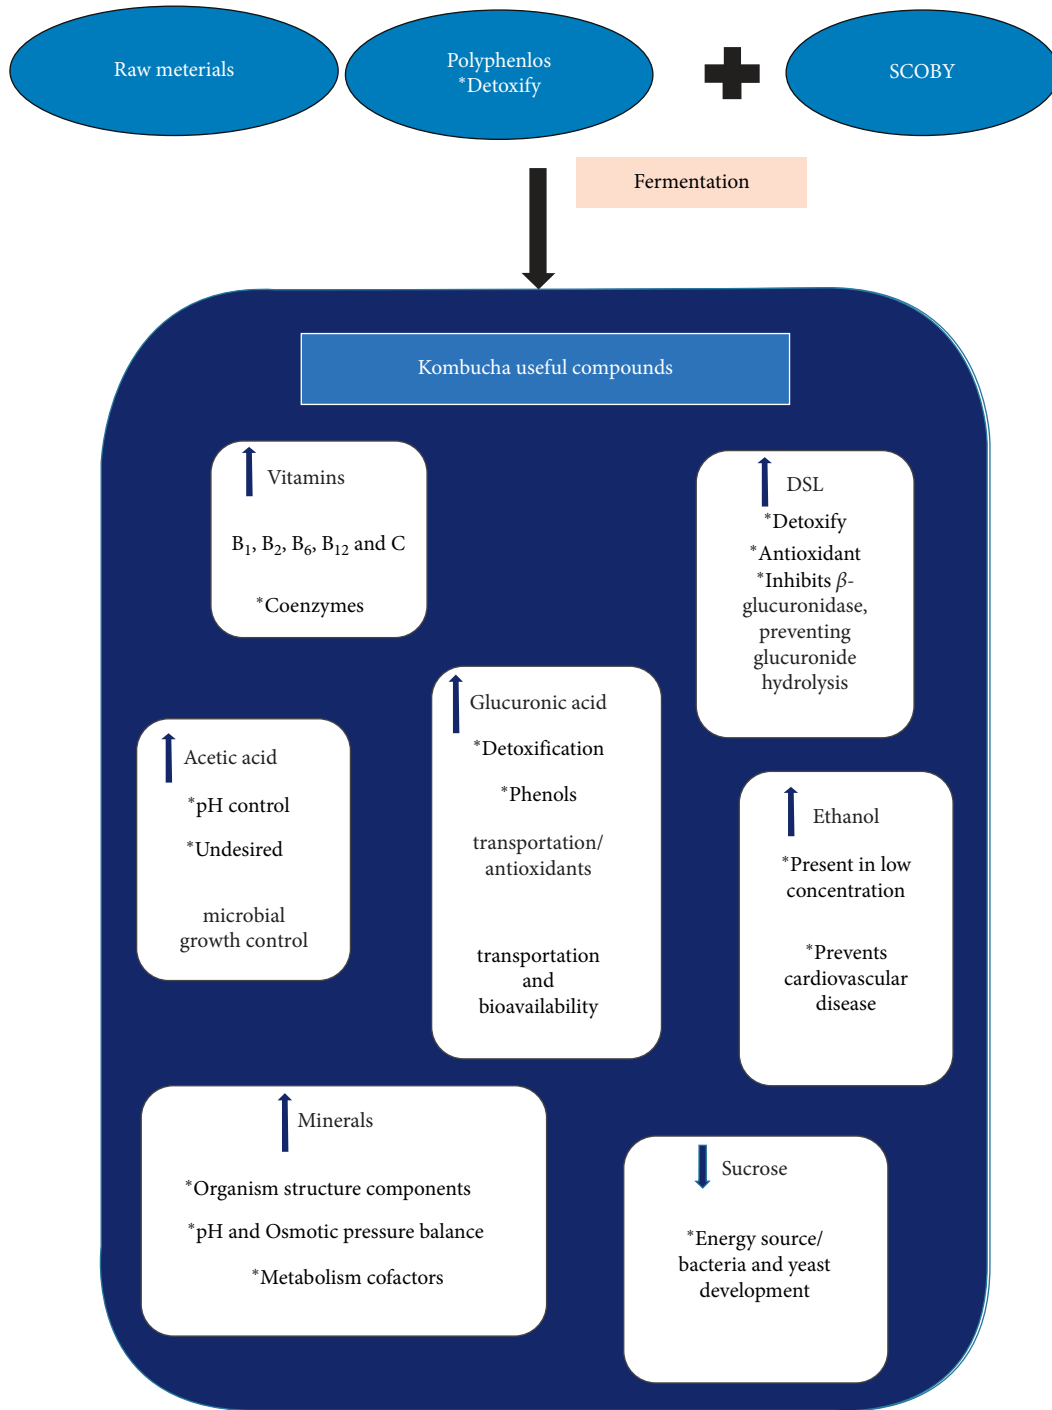 Raw meterials
Polyphenlos
*Detoxify
SCOBY
Fermentation
Kombucha useful compounds
Vitamins
B1, B2, B6, B12 and C
*Coenzymes
DSL
*Detoxify
*Antioxidant
*Inhibits β-
glucuronidase,
preventing
glucuronide
hydrolysis
Glucuronic acid
*Detoxification
*Phenols
transportation/
antioxidants
transportation
and
bioavailability
Acetic acid
*pH control
*Undesired
microbial
growth control
Ethanol
*Present in low
concentration
*Prevents
cardiovascular
disease
Minerals
*Organism structure components
*pH and Osmotic pressure balance
*Metabolism cofactors
Sucrose
*Energy source/
bacteria and yeast
development